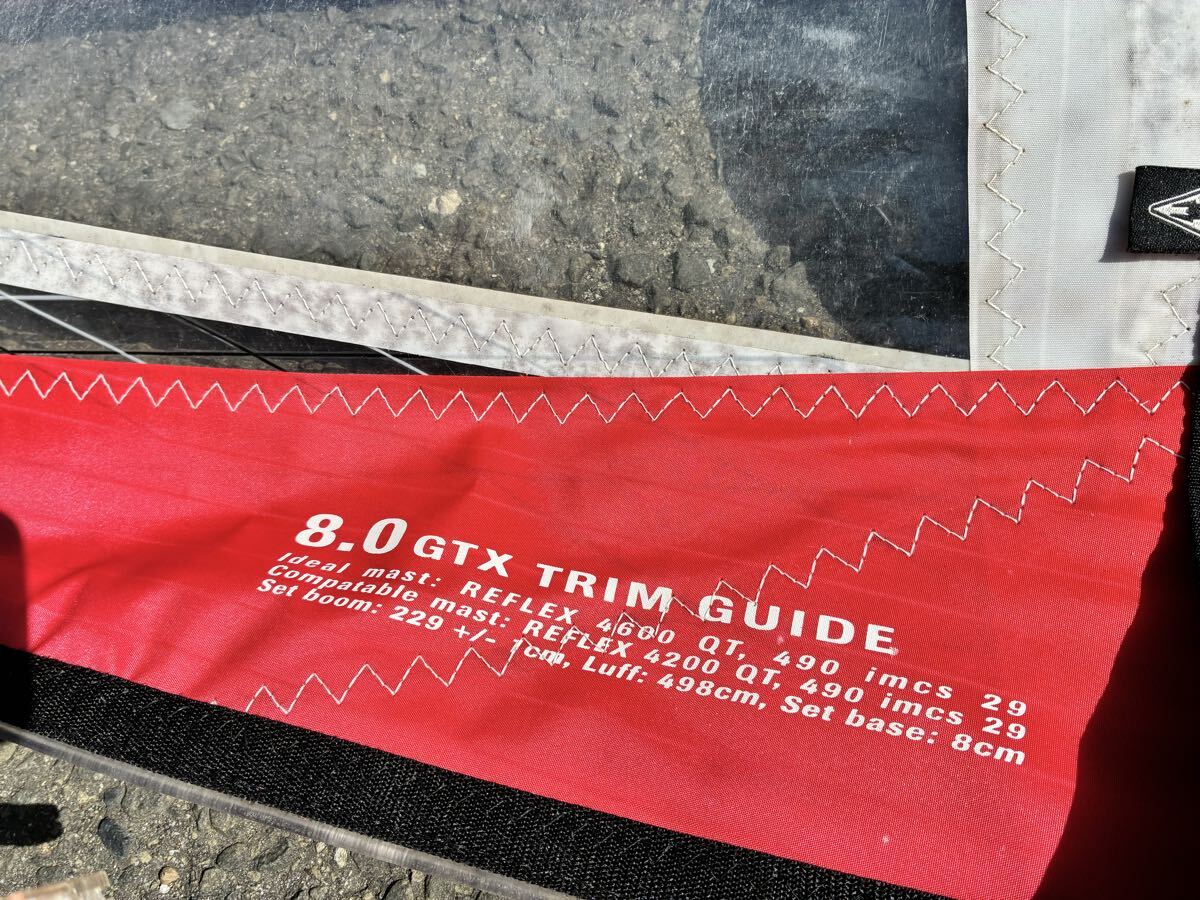 8.0 GTX TRIM GUIDE
Ideal mast: REFLEX 4600 QT, 490 imcs 29
Compatable mast: REFLEX 4200 QT, 490 imcs 29
Set boom: 229 +/- 1cm, Luff: 498cm, Set base: 8cm